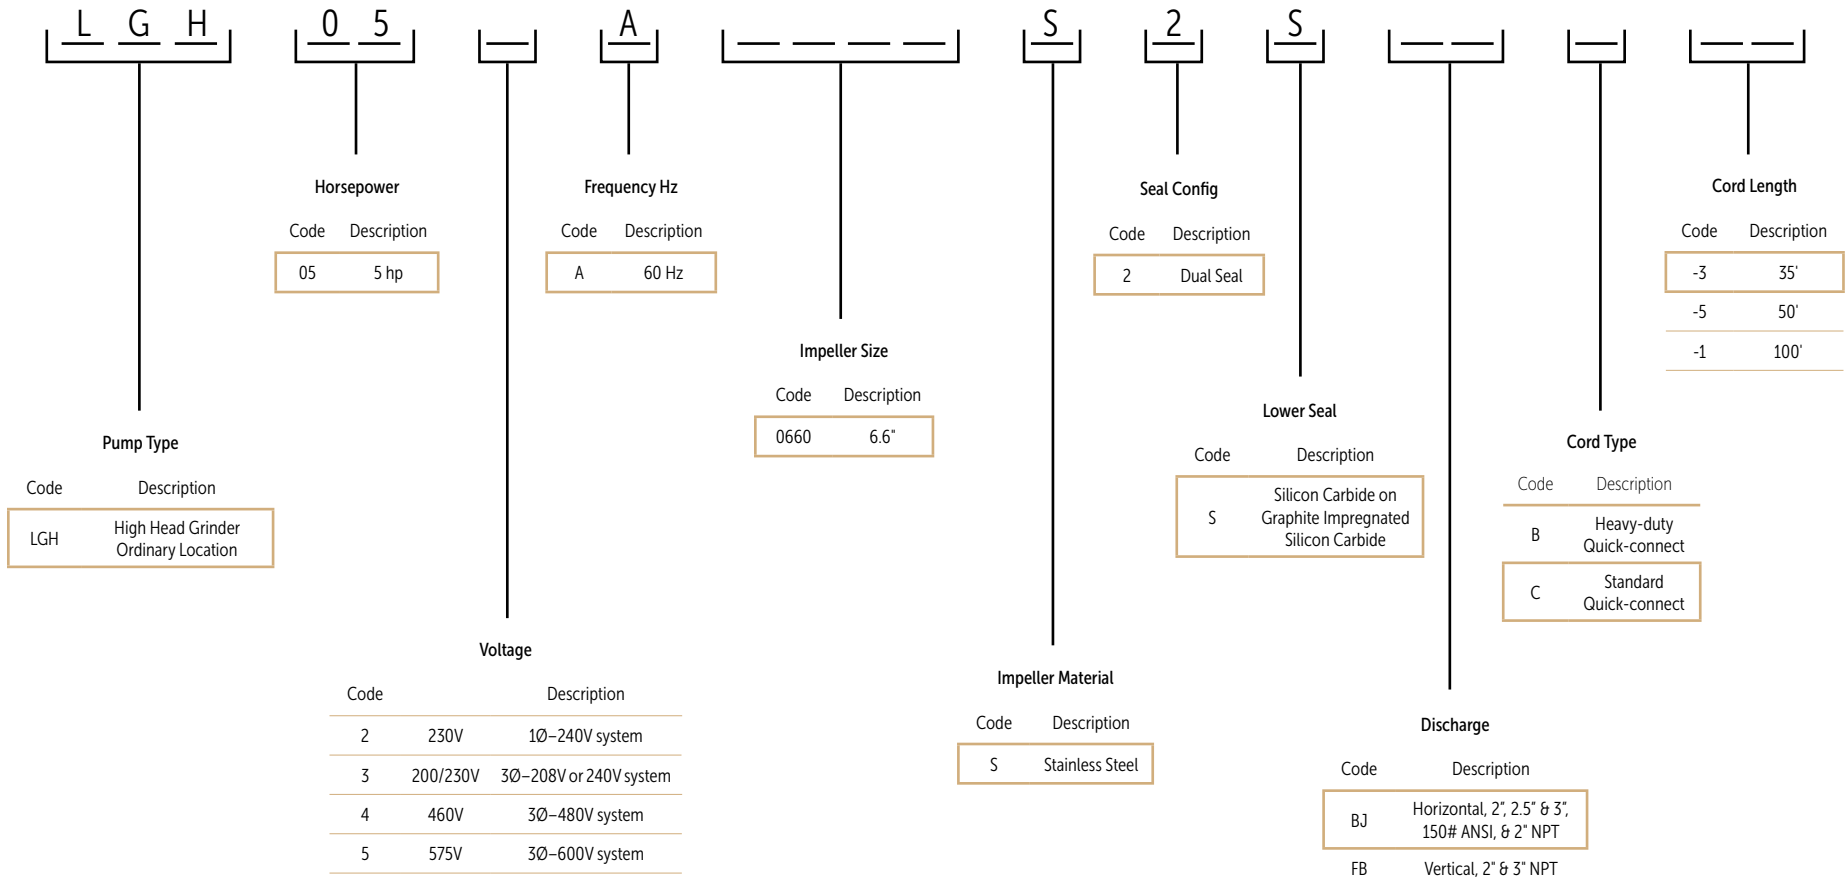 L G H 0 5 A S 2 S
Horsepower
Code Description
05 5 hp
Frequency Hz
Code Description
A 60 Hz
Seal Config
Code Description
2 Dual Seal
Cord Length
Code Description
-3 35'
-5 50'
-1 100'
Impeller Size
Code Description
0660 6.6"
Pump Type
Code Description
LGH High Head Grinder
Ordinary Location
Lower Seal
Code Description
S Silicon Carbide on
Graphite Impregnated
Silicon Carbide
Cord Type
Code Description
B Heavy-duty
Quick-connect
C Standard
Quick-connect
Voltage
Code Description
2 230V 1Ø–240V system
3 200/230V 3Ø–208V or 240V system
4 460V 3Ø–480V system
5 575V 3Ø–600V system
Impeller Material
Code Description
S Stainless Steel
Discharge
Code Description
BJ Horizontal, 2", 2.5" & 3",
150# ANSI, & 2" NPT
FB Vertical, 2" & 3" NPT